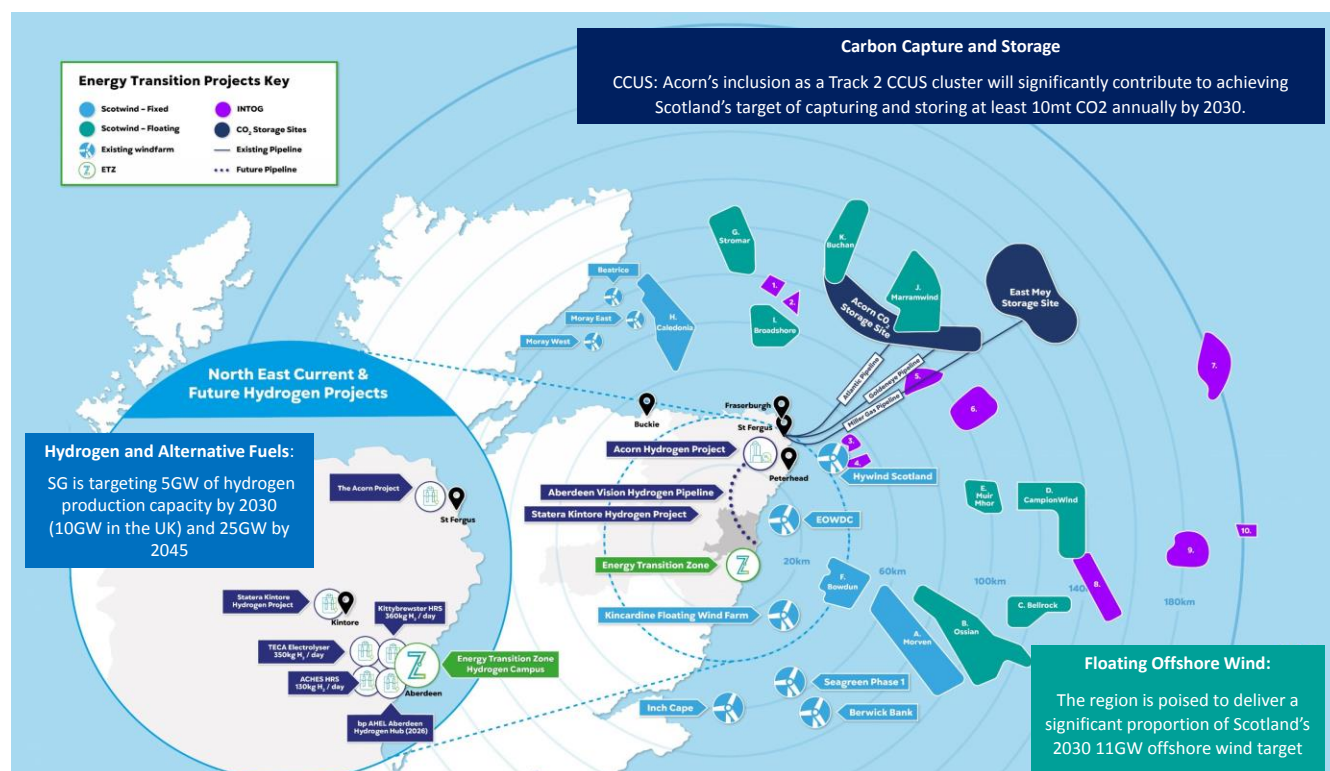 Carbon Capture and Storage
CCUS: Acorn's inclusion as a Track 2 CCUS cluster will significantly contribute to achieving
Scotland's target of capturing and storing at least 10mt CO2 annually by 2030.
Energy Transition Projects Key
Scotwind – Fixed
Scotwind – Floating
Existing windfarm
ETZ
INTOG
CO₂ Storage Sites
Existing Pipeline
Future Pipeline
G.
Stromar
K.
Buchan
J.
Marramwind
East Mey
Storage Site
Acorn CO₂
Storage Site
1.
2.
I.
Broadshore
Beatrice
Moray East
Moray West
H.
Caledonia
Atlantic Pipeline
Goldeneye Pipeline
Miller Gas Pipeline
5.
6.
7.
North East Current &
Future Hydrogen Projects
Buckie
Fraserburgh
St Fergus
Acorn Hydrogen Project
Peterhead
3.
4.
Hywind Scotland
Hydrogen and Alternative Fuels:
SG is targeting 5GW of hydrogen
production capacity by 2030
(10GW in the UK) and 25GW by
2045
The Acorn Project
St Fergus
Aberdeen Vision Hydrogen Pipeline
Statera Kintore Hydrogen Project
EOWDC
E.
Muir
Mhor
D.
CampionWind
10.
9.
Energy Transition Zone
Z
20km
60km
100km
140
180km
F.
Bowdun
8.
Statera Kintore
Hydrogen Project
Kintore
Kittybrewster HRS
360kg H₂ / day
Kincardine Floating Wind Farm
A.
Morven
B.
Ossian
C. Bellrock
TECA Electrolyser
350kg H₂ / day
Z
Energy Transition Zone
Hydrogen Campus
ACHES HRS
130kg H₂ / day
Aberdeen
bp AHEL Aberdeen
Hydrogen Hub (2026)
Seagreen Phase 1
Inch Cape
Berwick Bank
Floating Offshore Wind:
The region is poised to deliver a
significant proportion of Scotland's
2030 11GW offshore wind target